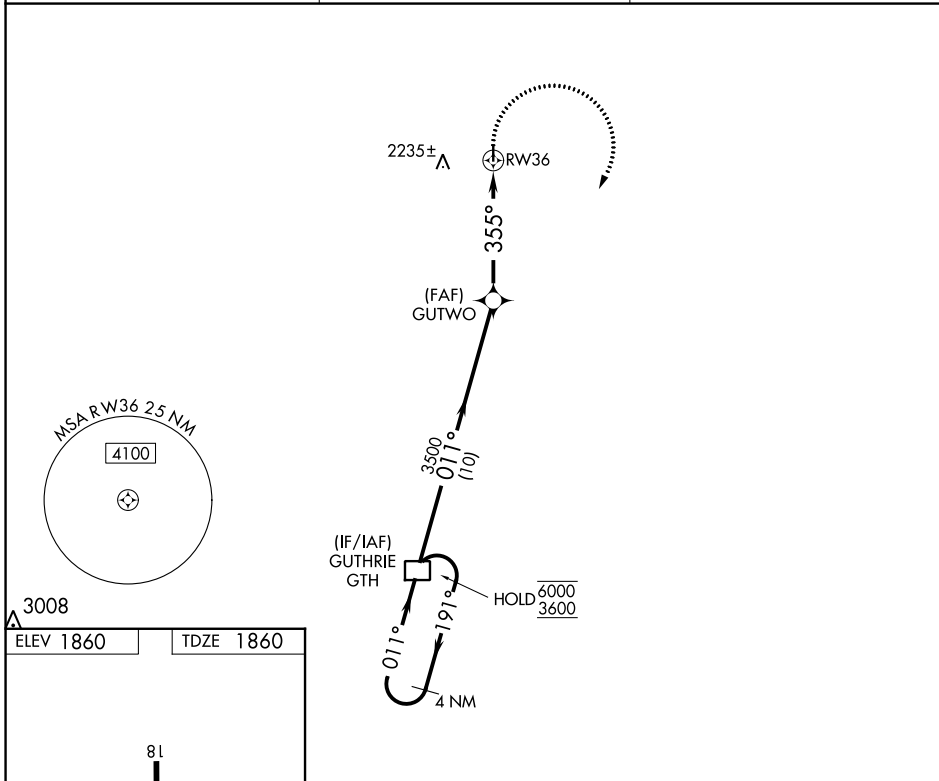 2235±
RW36
355°
(FAF)
GUTWO
MSA RW36 25 NM
4100
3500
011°
(10)
(IF/IAF)
GUTHRIE
GTH
HOLD 6000
3600
191°
011°
4 NM
3008
ELEV 1860
TDZE 1860
18